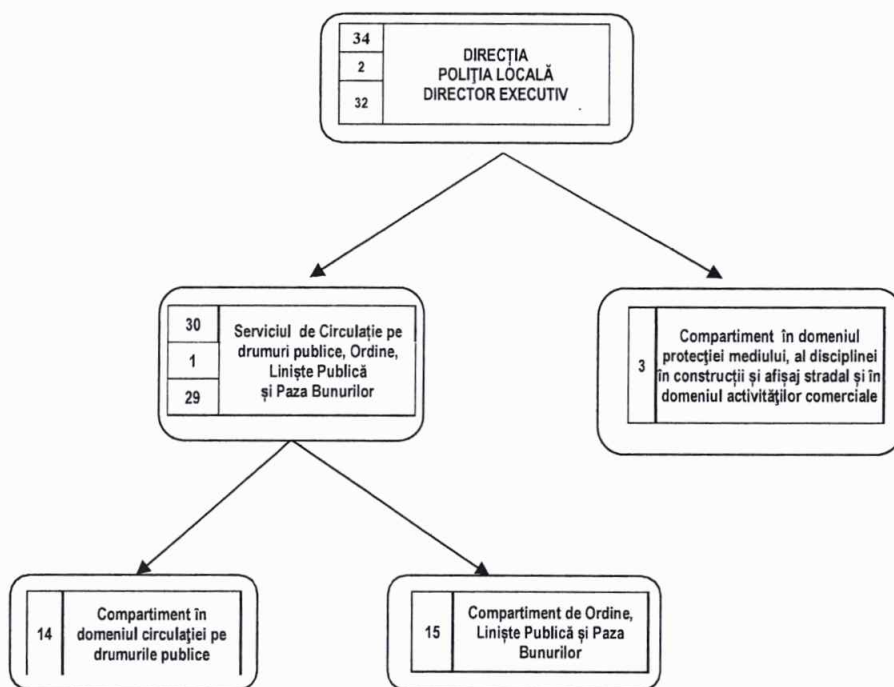 34
2
32
DIRECȚIA
POLIȚIA LOCALĂ
DIRECTOR EXECUTIV
30
1
29
Serviciul de Circulație pe
drumuri publice, Ordine,
Liniște Publică
și Paza Bunurilor
3
Compartiment în domeniul
protecției mediului, al disciplinei
în construcții și afișaj stradal și în
domeniul activităților comerciale
14
Compartiment în
domeniul circulației pe
drumurile publice
15
Compartiment de Ordine,
Liniște Publică și Paza
Bunurilor